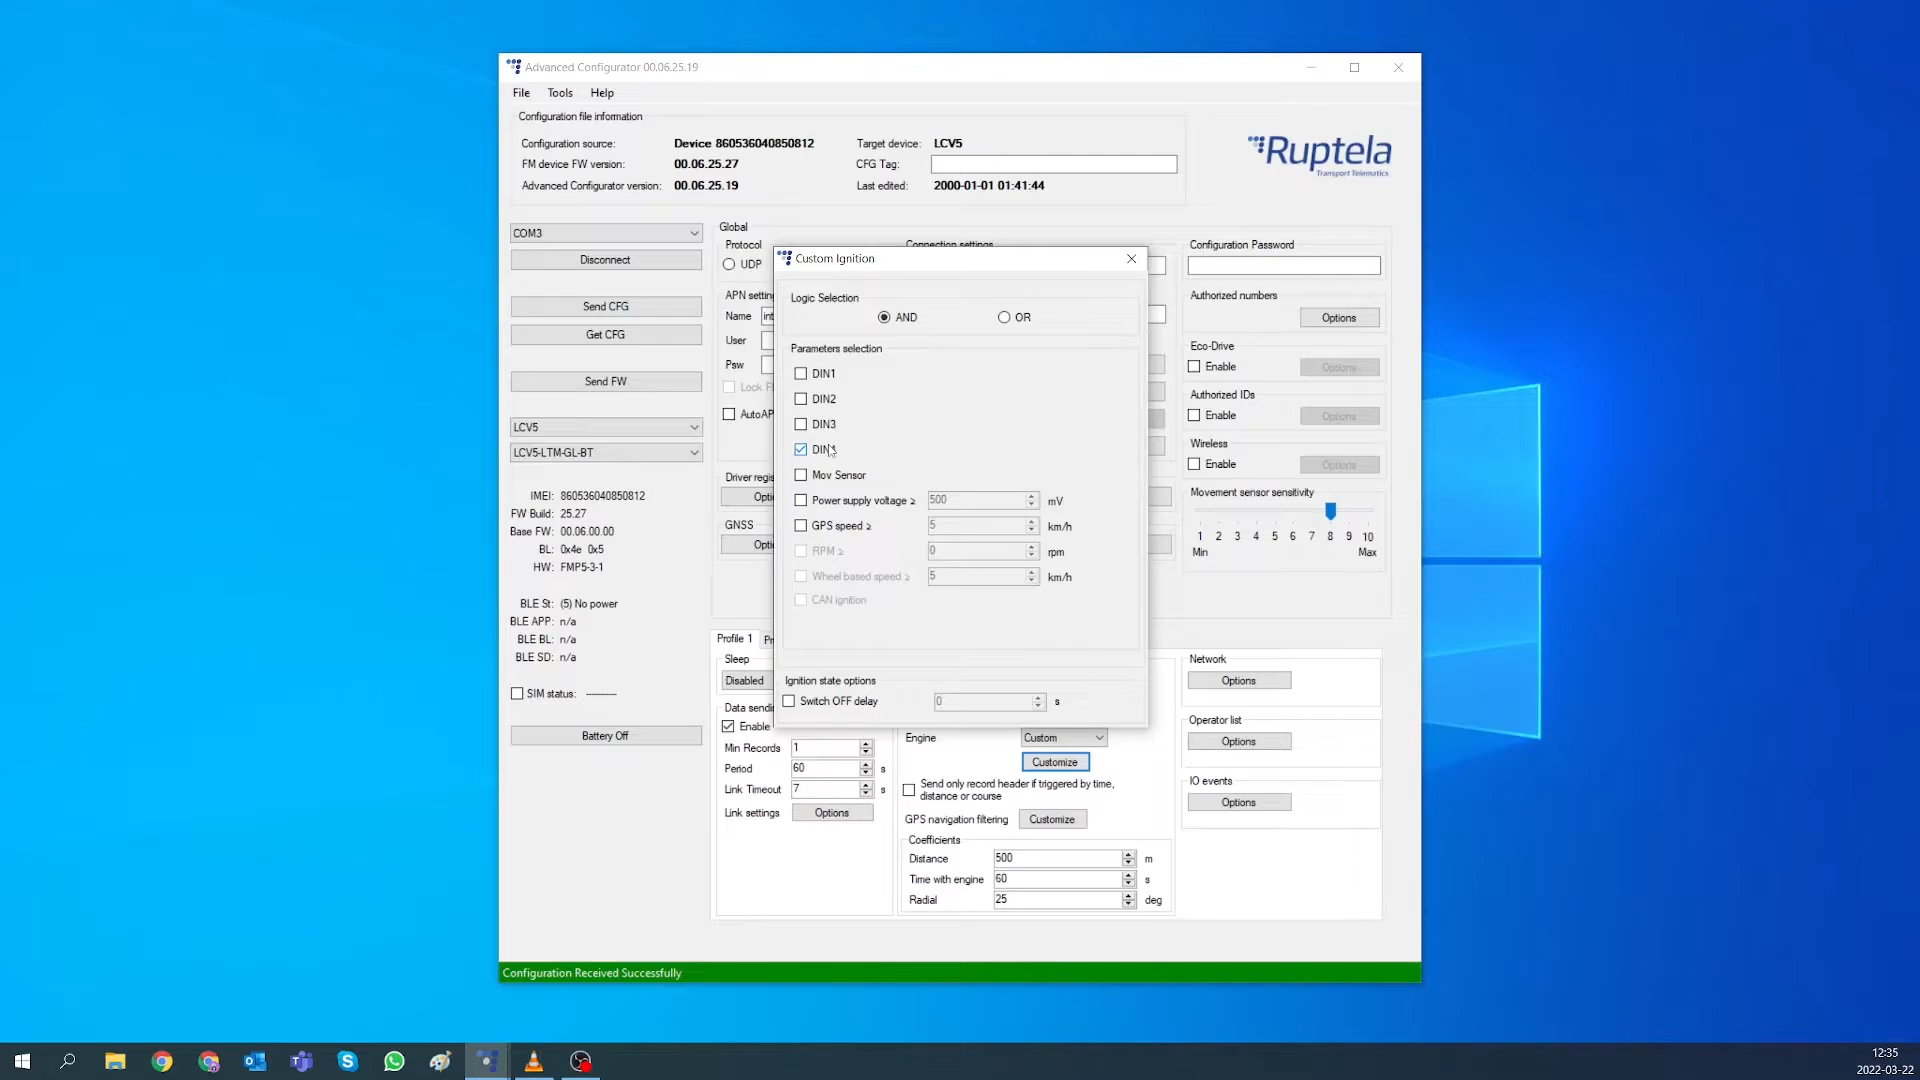 Advanced Configurator 00.06.25.19
File Tools Help
Configuration file information
Configuration source: Device 860536040850812 Target device: LCV5
FM device FW version: 00.06.25.27 CFG Tag:
Advanced Configurator version: 00.06.25.19 Last edited: 2000-01-01 01:41:44
Ruptela
Transport Telematics
COM3
Disconnect
Send CFG
Get CFG
Send FW
LCV5
LCV5-LTM-GL-BT
IMEI: 860536040850812
FW Build: 25.27
Base FW: 00.06.00.00
BL: 0x4e 0x5
HW: FMP5-3-1
BLE St: (5) No power
BLE APP: n/a
BLE BL: n/a
BLE SD: n/a
SIM status: ----------
Battery Off
Global
Protocol
UDP
Connection settings
APN setting
Name int
User
Psw
Lock F
AutoAP
Driver regis
Opti
GNSS
Opti
Custom Ignition
Logic Selection
AND OR
Parameters selection
DIN1
DIN2
DIN3
DIN4
Mov Sensor
Power supply voltage ≥ 500 mV
GPS speed ≥ 5 km/h
RPM ≥ 0 rpm
Wheel based speed ≥ 5 km/h
CAN ignition
Ignition state options
Switch OFF delay 0 s
Configuration Password
Authorized numbers
Options
Eco-Drive
Enable Options
Authorized IDs
Enable Options
Wireless
Enable Options
Movement sensor sensitivity
1 2 3 4 5 6 7 8 9 10
Min Max
Profile 1 Pr
Sleep
Disabled
Data sendi
Enable
Min Records 1
Period 60 s
Link Timeout 7 s
Link settings Options
Engine Custom
Customize
Send only record header if triggered by time,
distance or course
GPS navigation filtering Customize
Coefficients
Distance 500 m
Time with engine 60 s
Radial 25 deg
Network
Options
Operator list
Options
IO events
Options
Configuration Received Successfully
12:35
2022-03-22